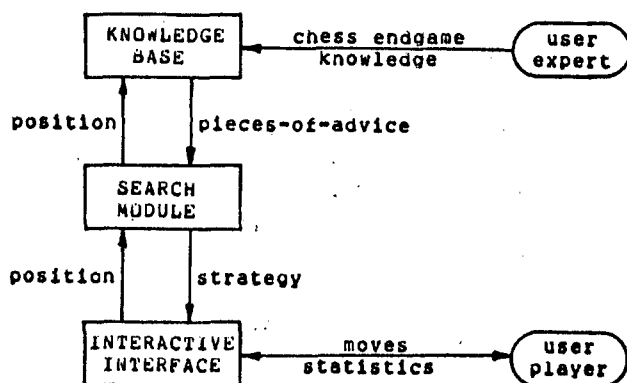 KNOWLEDGE
BASE
chess endgame
knowledge
user
expert
position
pieces-of-advice
SEARCH
MODULE
position
strategy
INTERACTIVE
INTERFACE
moves
statistics
user
player